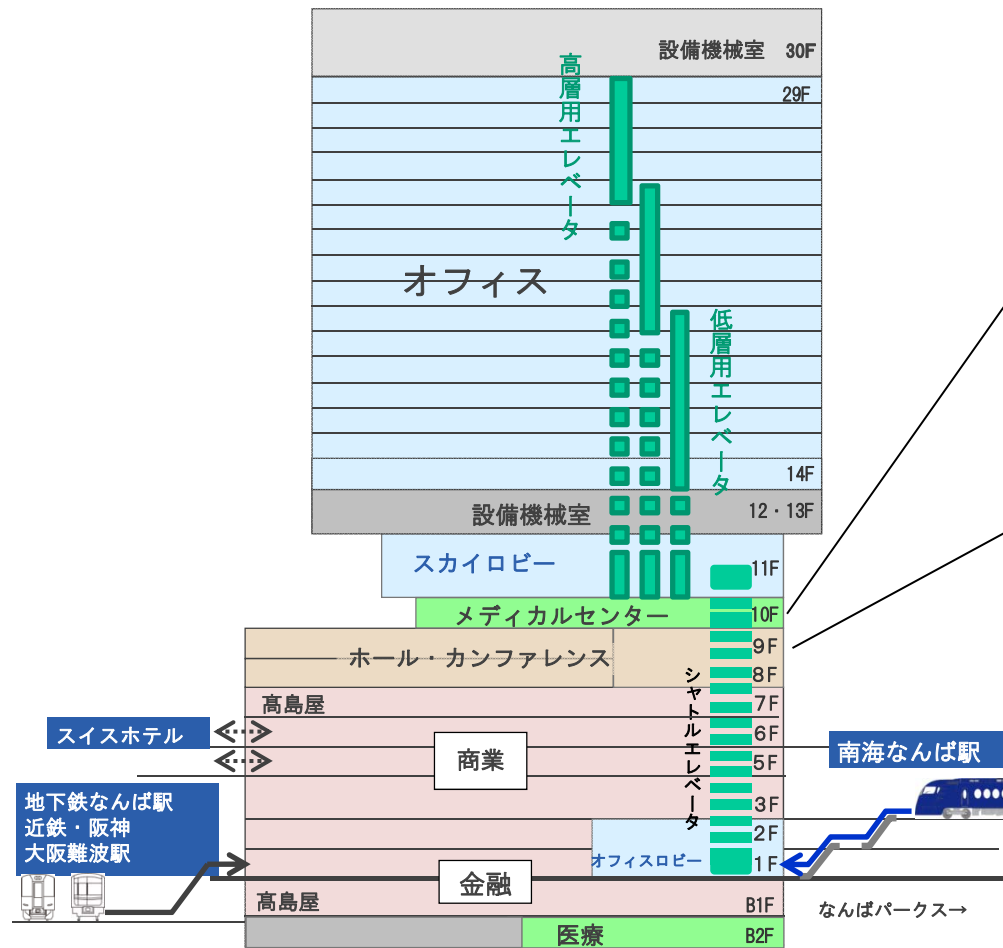 設備機械室 30F
高層用エレベータ
29F
オフィス
低層用エレベータ
14F
設備機械室 12・13F
スカイロビー
11F
メディカルセンター 10F
ホール・カンファレンス
9F
8F
シャトルエレベータ
髙島屋
7F
スイスホテル
6F
商業
5F
南海なんば駅
地下鉄なんば駅
近鉄・阪神
大阪難波駅
3F
2F
オフィスロビー
1F
金融
髙島屋
B1F
なんばパークス→
医療 B2F